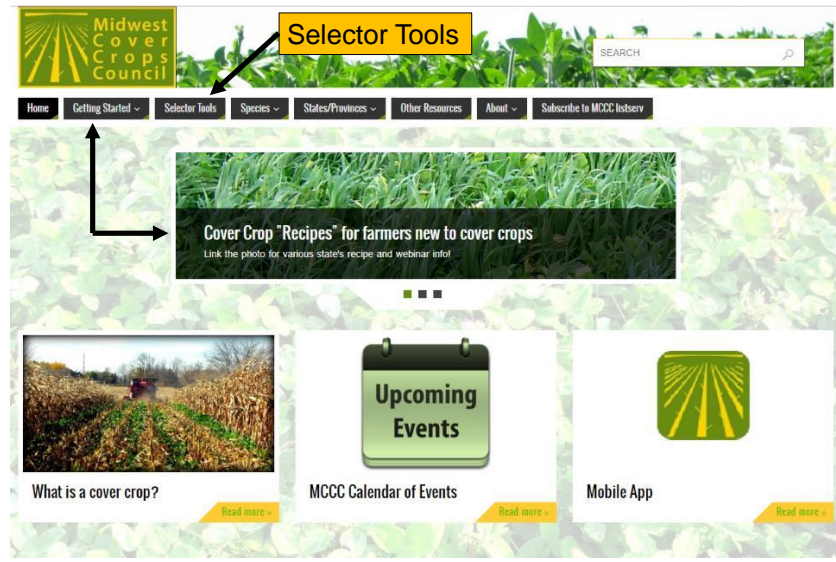 Midwest
Cover
Crops
Council
Selector Tools
SEARCH
Home Getting Started Selector Tools Species States/Provinces Other Resources About Subscribe to MCCC listserv
Cover Crop "Recipes" for farmers new to cover crops
Link the photo for various state's recipe and webinar info!
Upcoming
Events
What is a cover crop?
Read more »
MCCC Calendar of Events
Read more »
Mobile App
Read more »